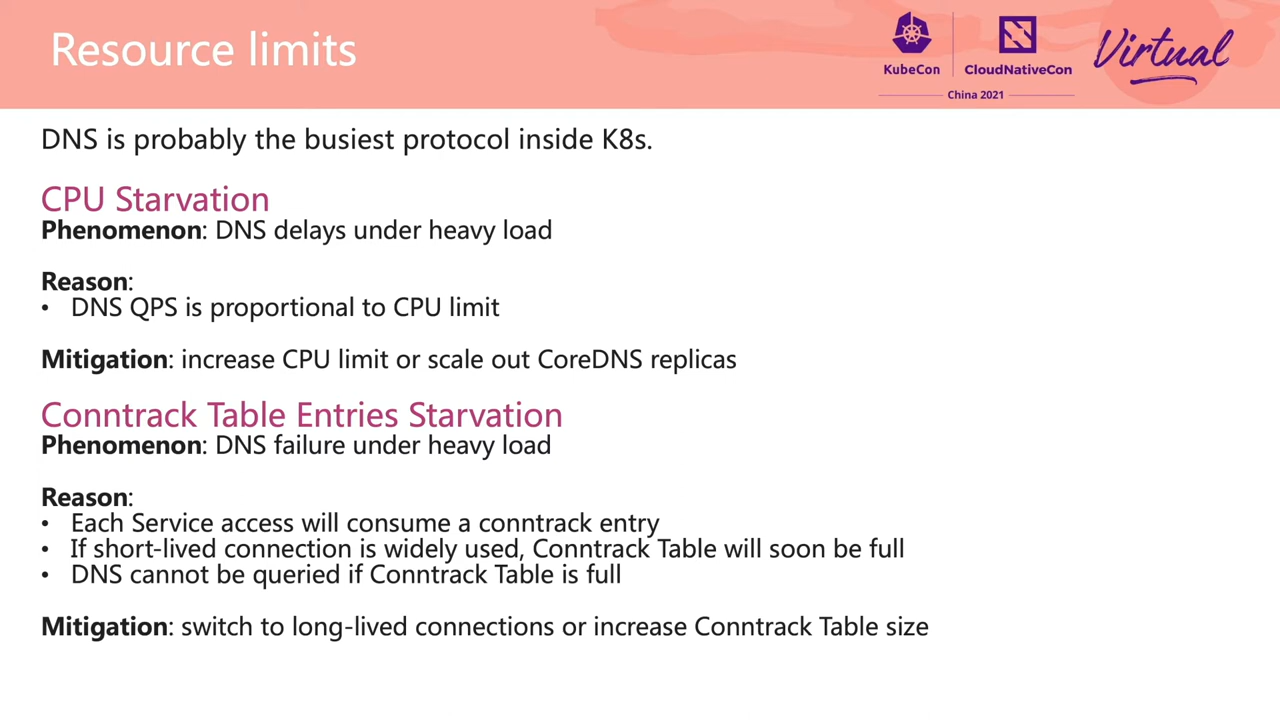 Resource limits
KubeCon
CloudNativeCon
China 2021
Virtual
DNS is probably the busiest protocol inside K8s.
CPU Starvation
Phenomenon: DNS delays under heavy load
Reason:
• DNS QPS is proportional to CPU limit
Mitigation: increase CPU limit or scale out CoreDNS replicas
Conntrack Table Entries Starvation
Phenomenon: DNS failure under heavy load
Reason:
• Each Service access will consume a conntrack entry
• If short-lived connection is widely used, Conntrack Table will soon be full
• DNS cannot be queried if Conntrack Table is full
Mitigation: switch to long-lived connections or increase Conntrack Table size